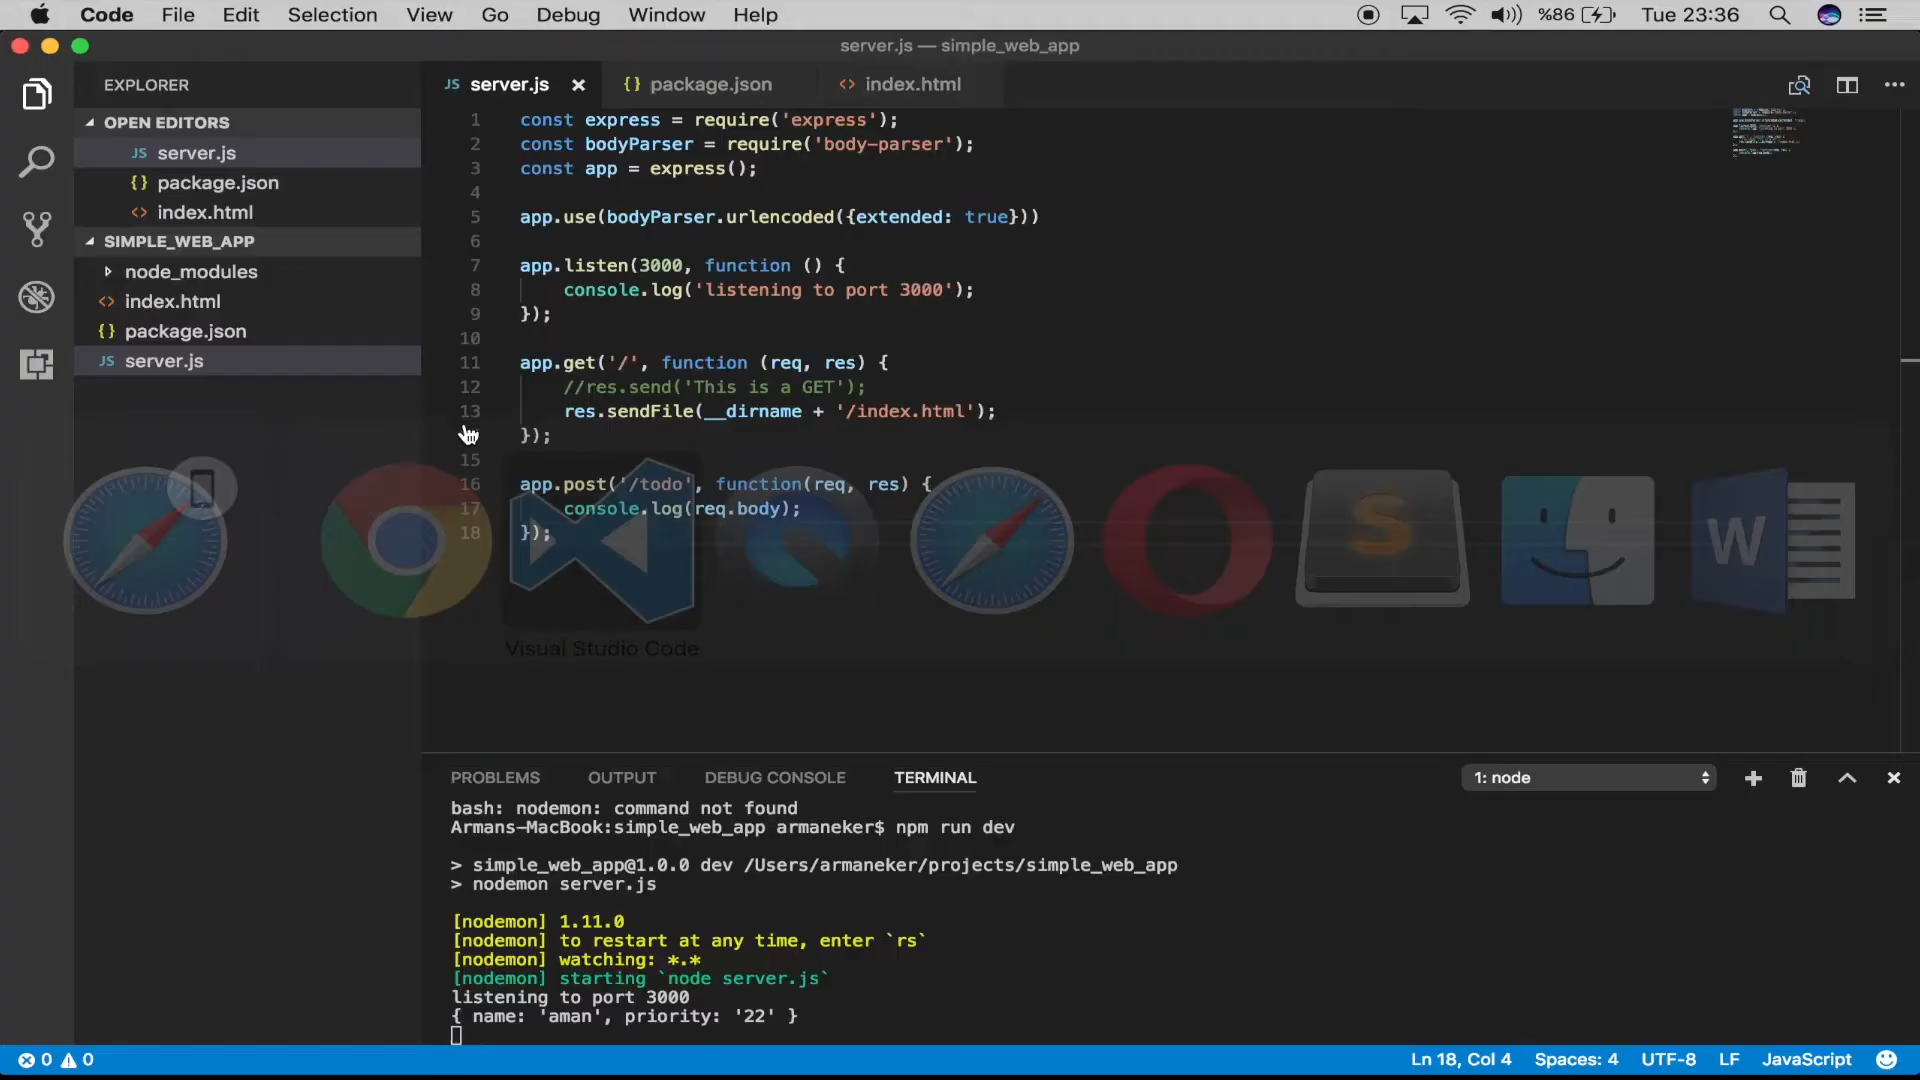 Code File Edit Selection View Go Debug Window Help %86 Tue 23:36
server.js — simple_web_app
EXPLORER
OPEN EDITORS
JS server.js
{} package.json
<> index.html
SIMPLE_WEB_APP
node_modules
<> index.html
{} package.json
JS server.js
JS server.js × {} package.json <> index.html
1 const express = require('express');
2 const bodyParser = require('body-parser');
3 const app = express();
4
5 app.use(bodyParser.urlencoded({extended: true}))
6
7 app.listen(3000, function () {
8 console.log('listening to port 3000');
9 });
10
11 app.get('/', function (req, res) {
12 //res.send('This is a GET');
13 res.sendFile(__dirname + '/index.html');
});
15
16 app.post('/todo', function(req, res) {
17 console.log(req.body);
18 });
S
W
Visual Studio Code
PROBLEMS OUTPUT DEBUG CONSOLE TERMINAL 1: node
bash: nodemon: command not found
Armans-MacBook:simple_web_app armaneker$ npm run dev
> simple_web_app@1.0.0 dev /Users/armaneker/projects/simple_web_app
> nodemon server.js
[nodemon] 1.11.0
[nodemon] to restart at any time, enter `rs`
[nodemon] watching: *.*
[nodemon] starting `node server.js`
listening to port 3000
{ name: 'aman', priority: '22' }
0 0 Ln 18, Col 4 Spaces: 4 UTF-8 LF JavaScript